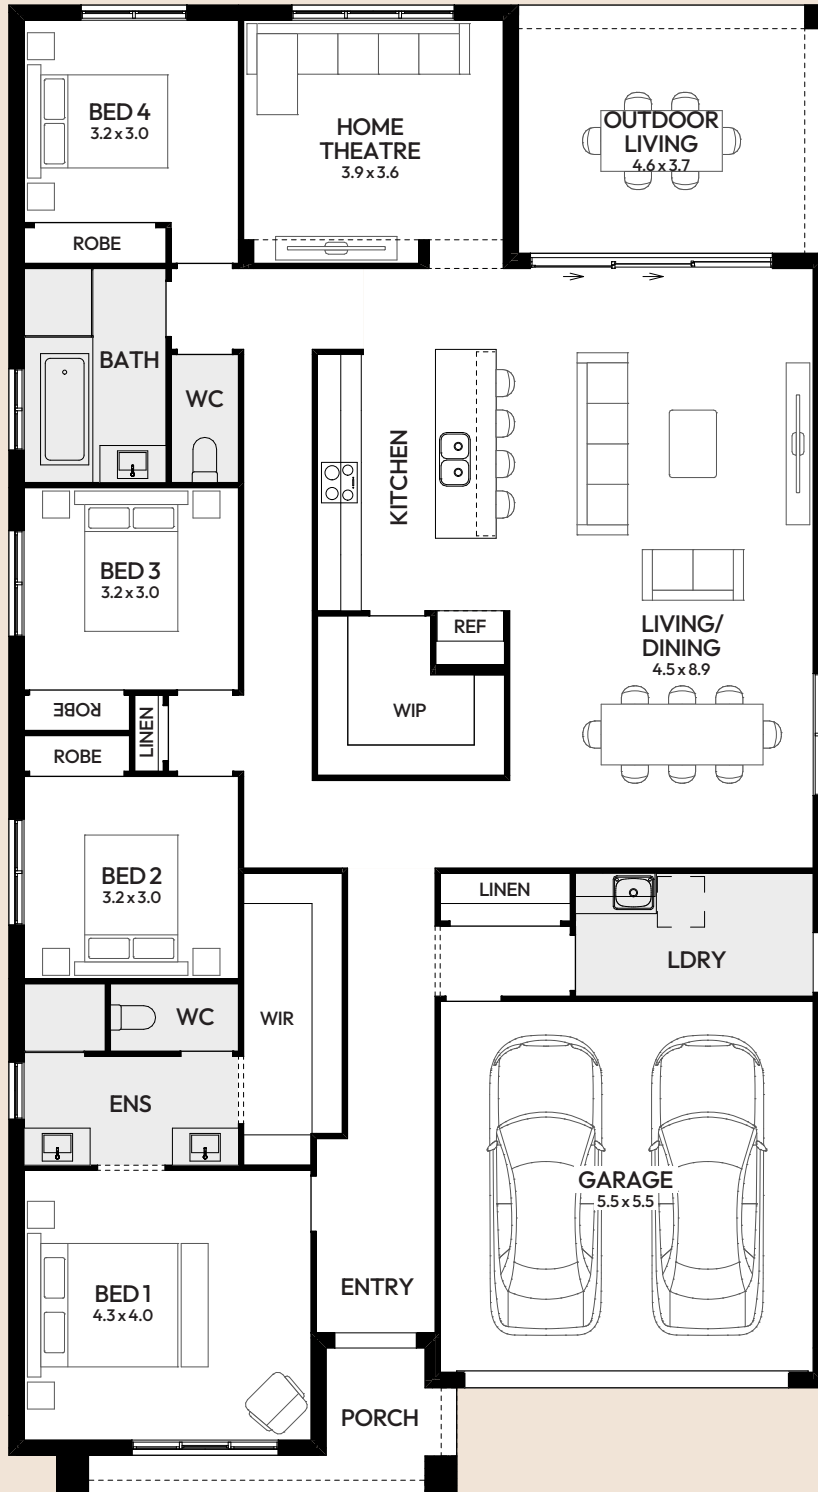 BED 4
3.2 x 3.0
HOME
THEATRE
3.9 x 3.6
OUTDOOR
LIVING
4.6 x 3.7
ROBE
BATH
WC
KITCHEN
BED 3
3.2 x 3.0
REF
LIVING/
DINING
4.5 x 8.9
ROBE
LINEN
WIP
ROBE
BED 2
3.2 x 3.0
LINEN
LDRY
WC
WIR
ENS
GARAGE
5.5 x 5.5
BED 1
4.3 x 4.0
ENTRY
PORCH